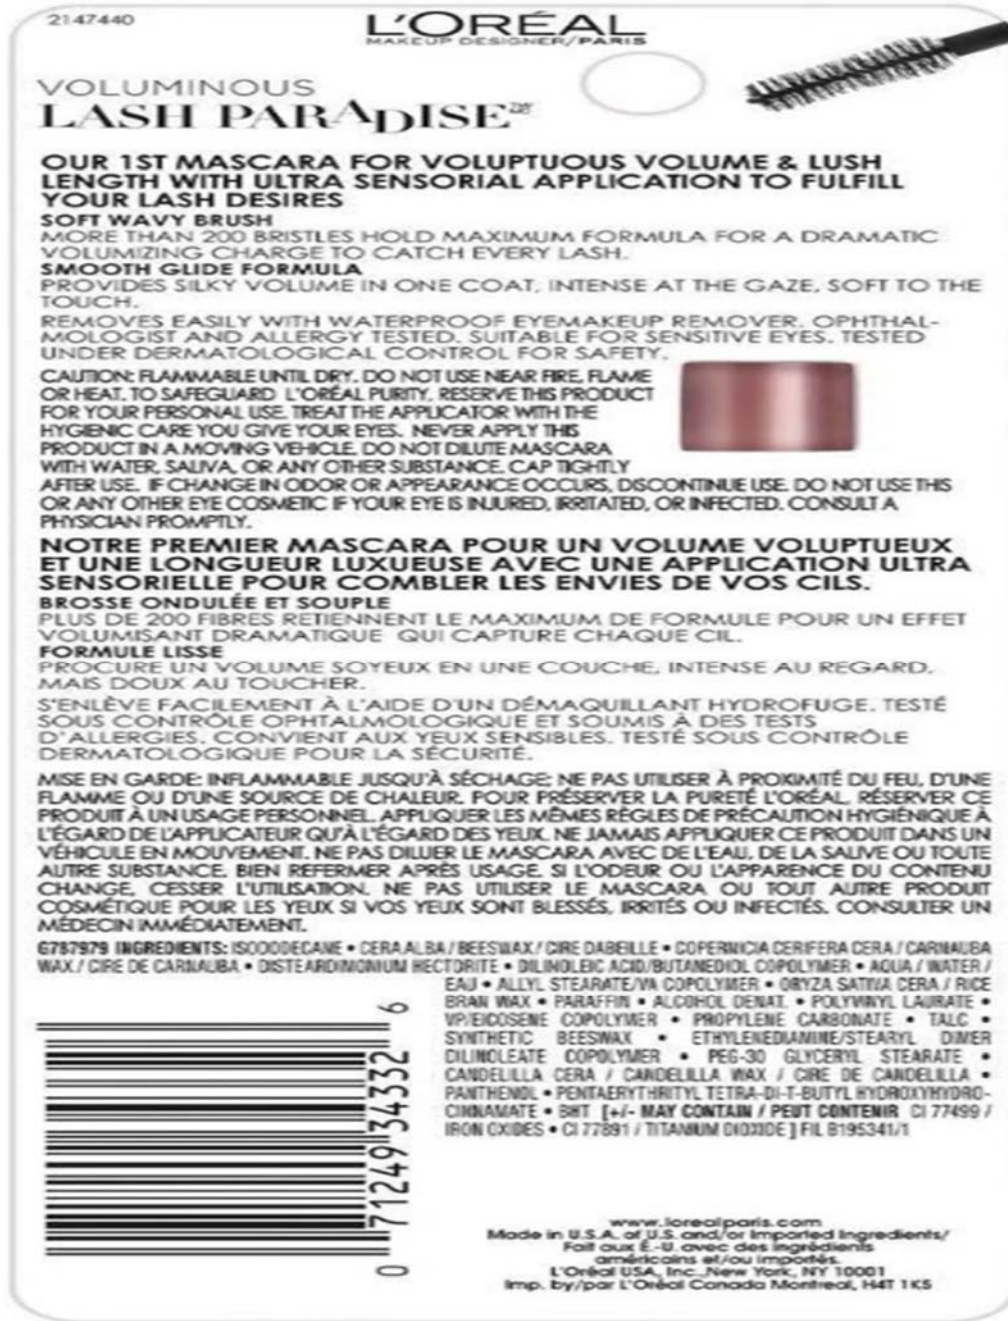 2147440
L'ORÉAL
MAKEUP DESIGNER/PARIS
VOLUMINOUS
LASH PARADISE™
OUR 1ST MASCARA FOR VOLUPTUOUS VOLUME & LUSH
LENGTH WITH ULTRA SENSORIAL APPLICATION TO FULFILL
YOUR LASH DESIRES
SOFT WAVY BRUSH
MORE THAN 200 BRISTLES HOLD MAXIMUM FORMULA FOR A DRAMATIC
VOLUMIZING CHARGE TO CATCH EVERY LASH.
SMOOTH GLIDE FORMULA
PROVIDES SILKY VOLUME IN ONE COAT, INTENSE AT THE GAZE, SOFT TO THE
TOUCH.
REMOVES EASILY WITH WATERPROOF EYEMAKEUP REMOVER. OPHTHAL-
MOLOGIST AND ALLERGY TESTED. SUITABLE FOR SENSITIVE EYES. TESTED
UNDER DERMATOLOGICAL CONTROL FOR SAFETY.
CAUTION: FLAMMABLE UNTIL DRY. DO NOT USE NEAR FIRE, FLAME
OR HEAT. TO SAFEGUARD L'ORÉAL PURITY, RESERVE THIS PRODUCT
FOR YOUR PERSONAL USE. TREAT THE APPLICATOR WITH THE
HYGIENIC CARE YOU GIVE YOUR EYES. NEVER APPLY THIS
PRODUCT IN A MOVING VEHICLE. DO NOT DILUTE MASCARA
WITH WATER, SALIVA, OR ANY OTHER SUBSTANCE. CAP TIGHTLY
AFTER USE. IF CHANGE IN ODOR OR APPEARANCE OCCURS, DISCONTINUE USE. DO NOT USE THIS
OR ANY OTHER EYE COSMETIC IF YOUR EYE IS INJURED, IRRITATED, OR INFECTED. CONSULT A
PHYSICIAN PROMPTLY.
NOTRE PREMIER MASCARA POUR UN VOLUME VOLUPTUEUX
ET UNE LONGUEUR LUXUEUSE AVEC UNE APPLICATION ULTRA
SENSORIELLE POUR COMBLER LES ENVIES DE VOS CILS.
BROSSE ONDULÉE ET SOUPLE
PLUS DE 200 FIBRES RETIENNENT LE MAXIMUM DE FORMULE POUR UN EFFET
VOLUMISANT DRAMATIQUE QUI CAPTURE CHAQUE CIL.
FORMULE LISSE
PROCURE UN VOLUME SOYEUX EN UNE COUCHE, INTENSE AU REGARD,
MAIS DOUX AU TOUCHER.
S'ENLÈVE FACILEMENT À L'AIDE D'UN DÉMAQUILLANT HYDROFUGE. TESTÉ
SOUS CONTRÔLE OPHTALMOLOGIQUE ET SOUMIS À DES TESTS
D'ALLERGIES. CONVIENT AUX YEUX SENSIBLES. TESTÉ SOUS CONTRÔLE
DERMATOLOGIQUE POUR LA SÉCURITÉ.
MISE EN GARDE: INFLAMMABLE JUSQU'À SÉCHAGE; NE PAS UTILISER À PROXIMITÉ DU FEU, D'UNE
FLAMME OU D'UNE SOURCE DE CHALEUR. POUR PRÉSERVER LA PURETÉ L'ORÉAL, RÉSERVER CE
PRODUIT À UN USAGE PERSONNEL. APPLIQUER LES MÊMES RÈGLES DE PRÉCAUTION HYGIÉNIQUE À
L'ÉGARD DE L'APPLICATEUR QU'À L'ÉGARD DES YEUX. NE JAMAIS APPLIQUER CE PRODUIT DANS UN
VÉHICULE EN MOUVEMENT. NE PAS DILUER LE MASCARA AVEC DE L'EAU, DE LA SALIVE OU TOUTE
AUTRE SUBSTANCE. BIEN REFERMER APRÈS USAGE. SI L'ODEUR OU L'APPARENCE DU CONTENU
CHANGE, CESSER L'UTILISATION. NE PAS UTILISER LE MASCARA OU TOUT AUTRE PRODUIT
COSMÉTIQUE POUR LES YEUX SI VOS YEUX SONT BLESSÉS, IRRITÉS OU INFECTÉS. CONSULTER UN
MÉDECIN IMMÉDIATEMENT.
G787979 INGREDIENTS: ISODODECANE • CERA ALBA / BEESWAX / CIRE DABEILLE • COPERNICIA CERIFERA CERA / CARNAUBA
WAX / CIRE DE CARNAUBA • DISTEARDIMONIUM HECTORITE • DILINOLEIC ACID/BUTANEDIOL COPOLYMER • AQUA / WATER /
EAU • ALLYL STEARATE/VA COPOLYMER • ORYZA SATIVA CERA / RICE
BRAN WAX • PARAFFIN • ALCOHOL DENAT. • POLYVINYL LAURATE •
VP/EICOSENE COPOLYMER • PROPYLENE CARBONATE • TALC •
SYNTHETIC BEESWAX • ETHYLENEDIAMINE/STEARYL DIMER
DILINOLEATE COPOLYMER • PEG-30 GLYCERYL STEARATE •
CANDELILLA CERA / CANDELILLA WAX / CIRE DE CANDELILLA •
PANTHENOL • PENTAERYTHRITYL TETRA-DI-T-BUTYL HYDROXYHYDRO-
CINNAMATE • BHT [+/- MAY CONTAIN / PEUT CONTENIR CI 77499 /
IRON OXIDES • CI 77891 / TITANIUM DIOXIDE ] FIL B195341/1
0 71249 34332 6
www.lorealparis.com
Made in U.S.A. of U.S. and/or Imported Ingredients/
Fait aux É.-U. avec des ingrédients
américains et/ou importés.
L'Oréal USA, Inc., New York, NY 10001
Imp. by/par L'Oréal Canada Montreal, H4T 1K5